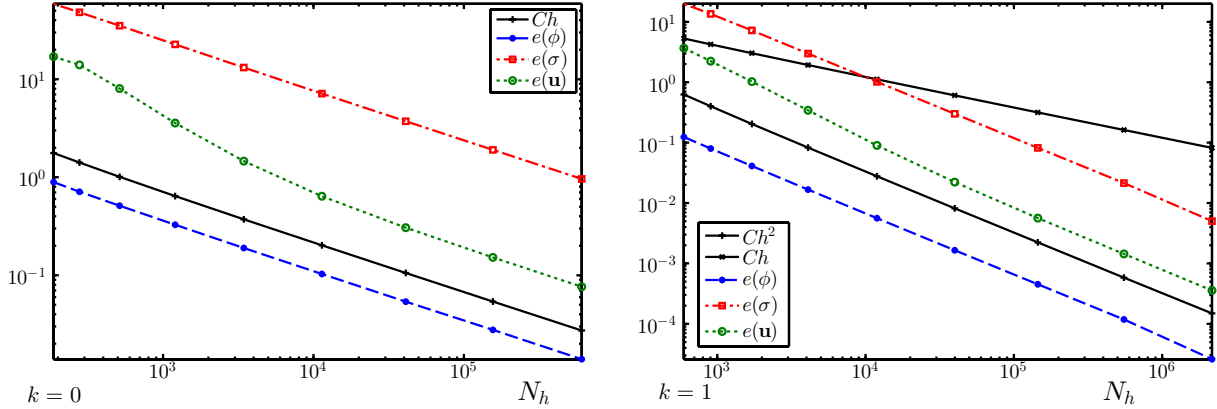 10^1
10^0
10^{-1}
Ch
e(ϕ)
e(σ)
e(u)
10^3
10^4
10^5
k = 0
N_h
10^1
10^0
10^{-1}
10^{-2}
10^{-3}
10^{-4}
Ch^2
Ch
e(ϕ)
e(σ)
e(u)
10^3
10^4
10^5
10^6
k = 1
N_h